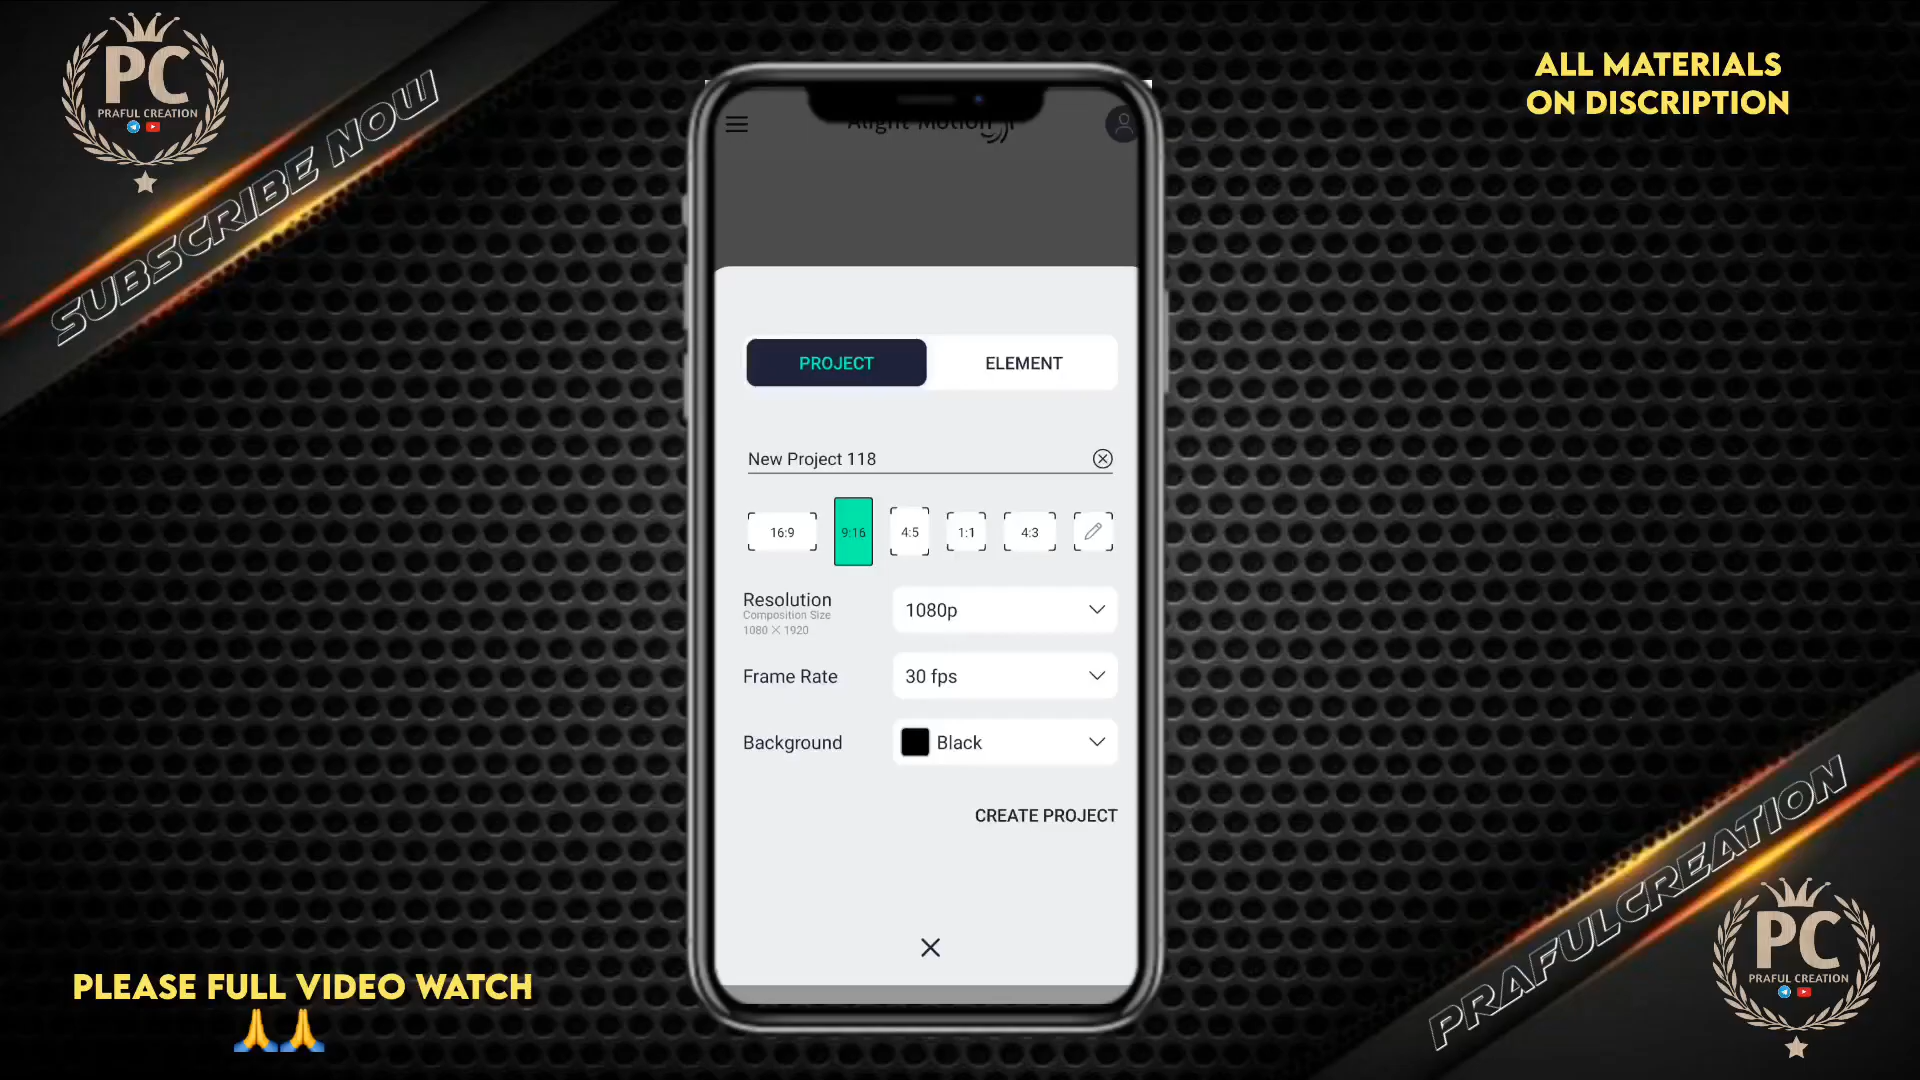 PC
PRAFUL CREATION
SUBSCRIBE NOW
ALL MATERIALS
ON DISCRIPTION
Alight Motion
PROJECT
ELEMENT
New Project 118
16:9
9:16
4:5
1:1
4:3
Resolution
Composition Size
1080 × 1920
1080p
Frame Rate
30 fps
Background
Black
CREATE PROJECT
PLEASE FULL VIDEO WATCH
PRAFULCREATION
PC
PRAFUL CREATION